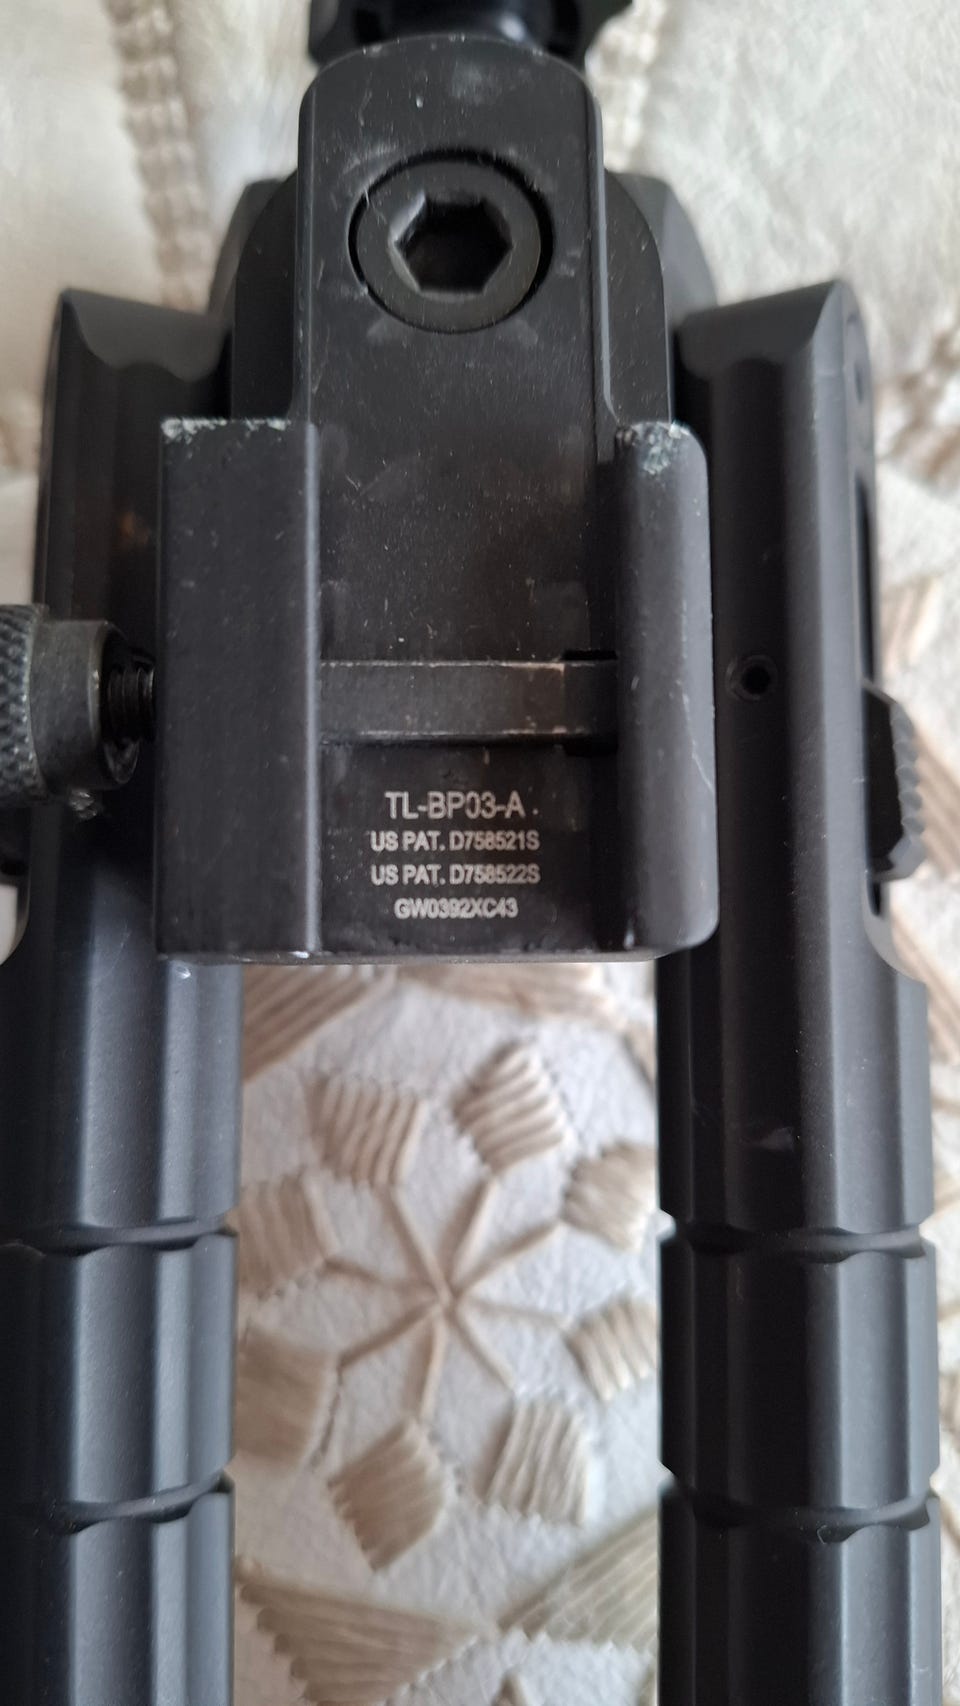 TL-BP03-A
US PAT. D758521S
US PAT. D758522S
GW0392XC43